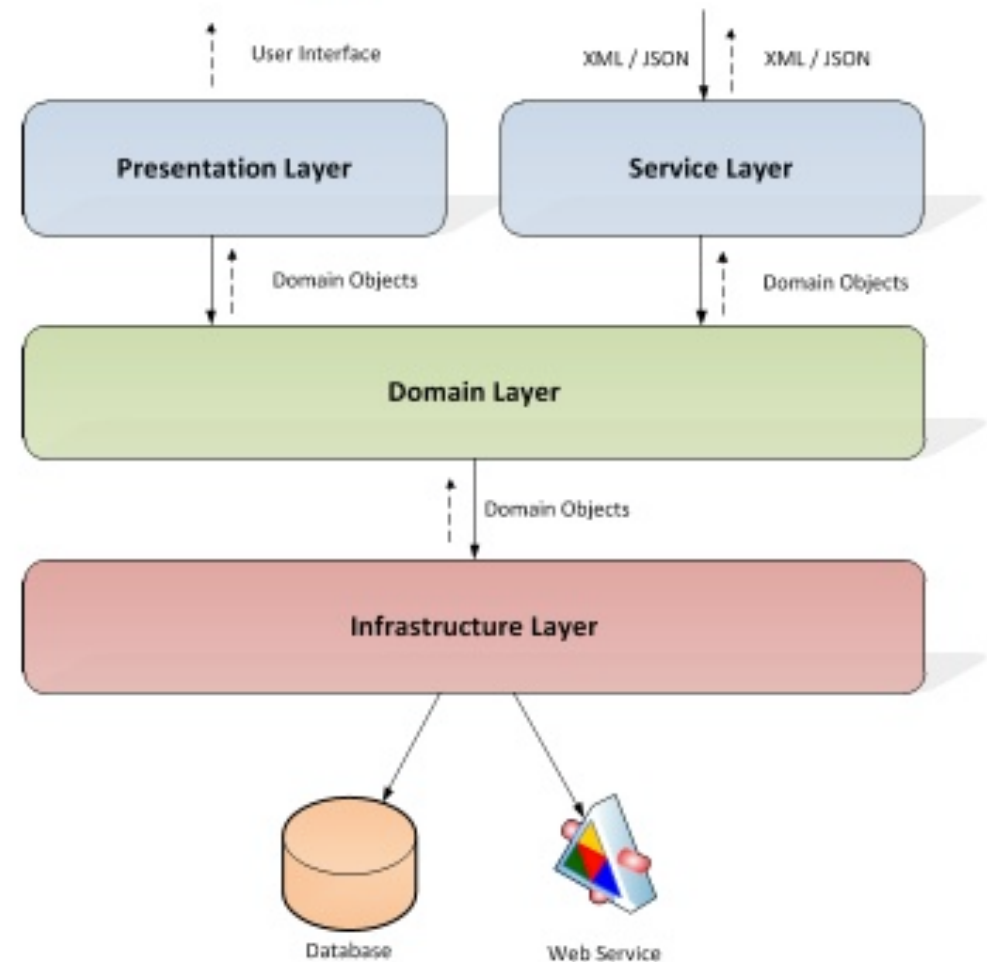 User Interface
XML / JSON
XML / JSON
Presentation Layer
Service Layer
Domain Objects
Domain Objects
Domain Layer
Domain Objects
Infrastructure Layer
Database
Web Service